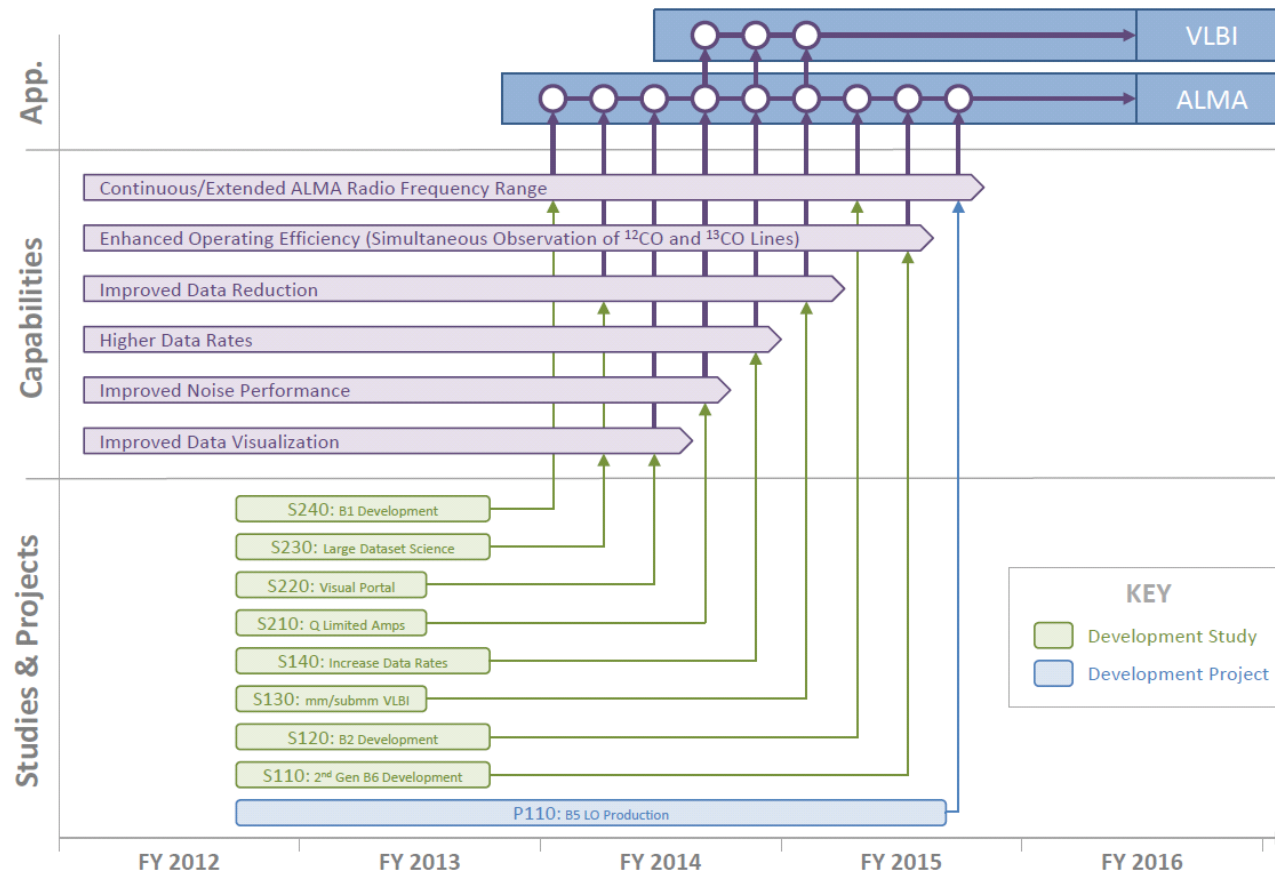 App.
VLBI
ALMA
Capabilities
Continuous/Extended ALMA Radio Frequency Range
Enhanced Operating Efficiency (Simultaneous Observation of ¹²CO and ¹³CO Lines)
Improved Data Reduction
Higher Data Rates
Improved Noise Performance
Improved Data Visualization
Studies & Projects
S240: B1 Development
S230: Large Dataset Science
S220: Visual Portal
S210: Q Limited Amps
S140: Increase Data Rates
S130: mm/submm VLBI
S120: B2 Development
S110: 2ⁿᵈ Gen B6 Development
P110: B5 LO Production
KEY
Development Study
Development Project
FY 2012 FY 2013 FY 2014 FY 2015 FY 2016